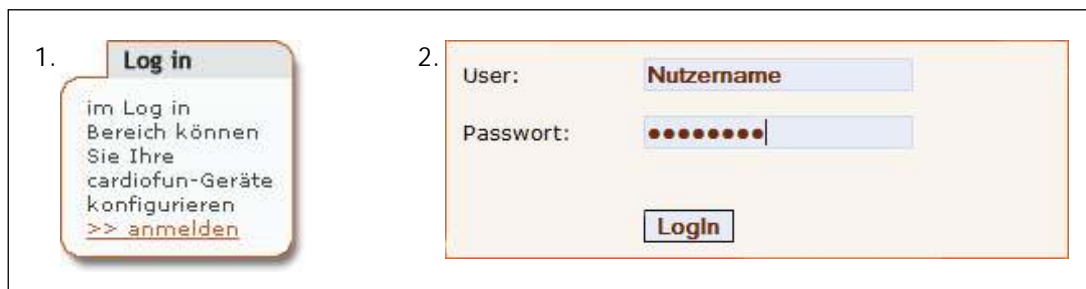 1.
Log in
im Log in
Bereich können
Sie Ihre
cardiofun-Geräte
konfigurieren
>> anmelden
2.
User: Nutzername
Passwort: ●●●●●●●●
LogIn